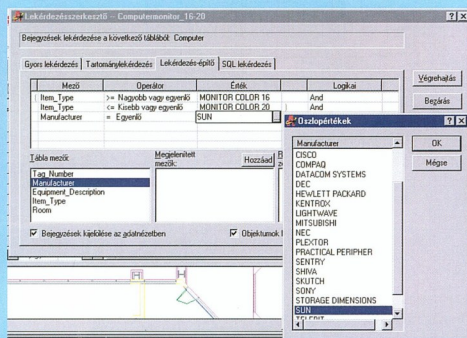 Lekérdezésszerkesztő -- Computermonitor_16-20
Bejegyzések lekérdezése a következő táblából: Computer
Gyors lekérdezés
Tartománylekérdezés
Lekérdezés-építő
SQL lekérdezés
Mező Operátor Érték Logikai
Item_Type >= Nagyobb vagy egyenlő MONITOR COLOR 16 And
Item_Type <= Kisebb vagy egyenlő MONITOR COLOR 20 And
Manufacturer = Egyenlő SUN
Végrehajtás
Bezárás
Tábla mezői
Tag_Number
Manufacturer
Equipment_Description
Item_Type
Room
Megjelenített mezők:
Hozzáad
Bejegyzések kijelölése az adatnézetben
Objektumok
Oszlopértékek
Manufacturer
CISCO
COMPAQ
DATACOM SYSTEMS
DEC
HEWLETT PACKARD
KENTROX
LIGHTWAVE
MITSUBISHI
NEC
PLEXTOR
PRACTICAL PERIPHER
SENTRY
SHIVA
SKUTCH
SONY
STORAGE DIMENSIONS
SUN
OK
Mégse